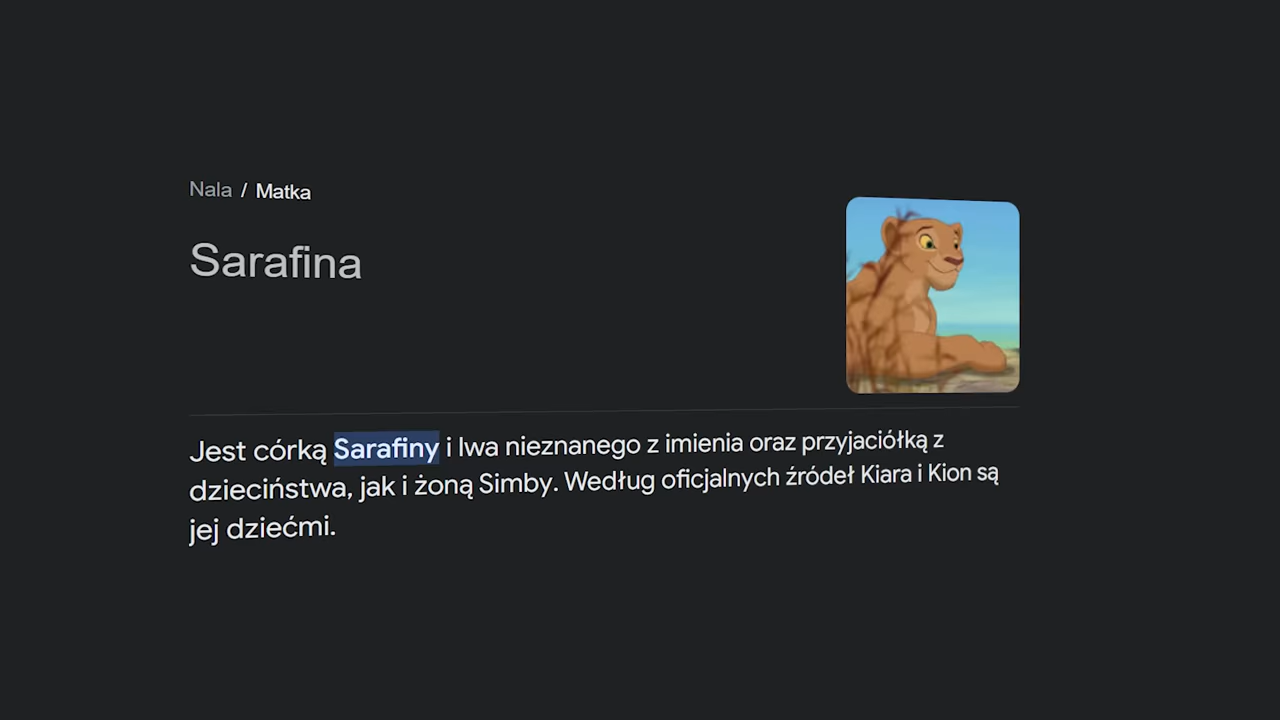 Nala / Matka
Sarafina
Jest córką Sarafiny i lwa nieznanego z imienia oraz przyjaciółką z
dzieciństwa, jak i żoną Simby. Według oficjalnych źródeł Kiara i Kion są
jej dziećmi.